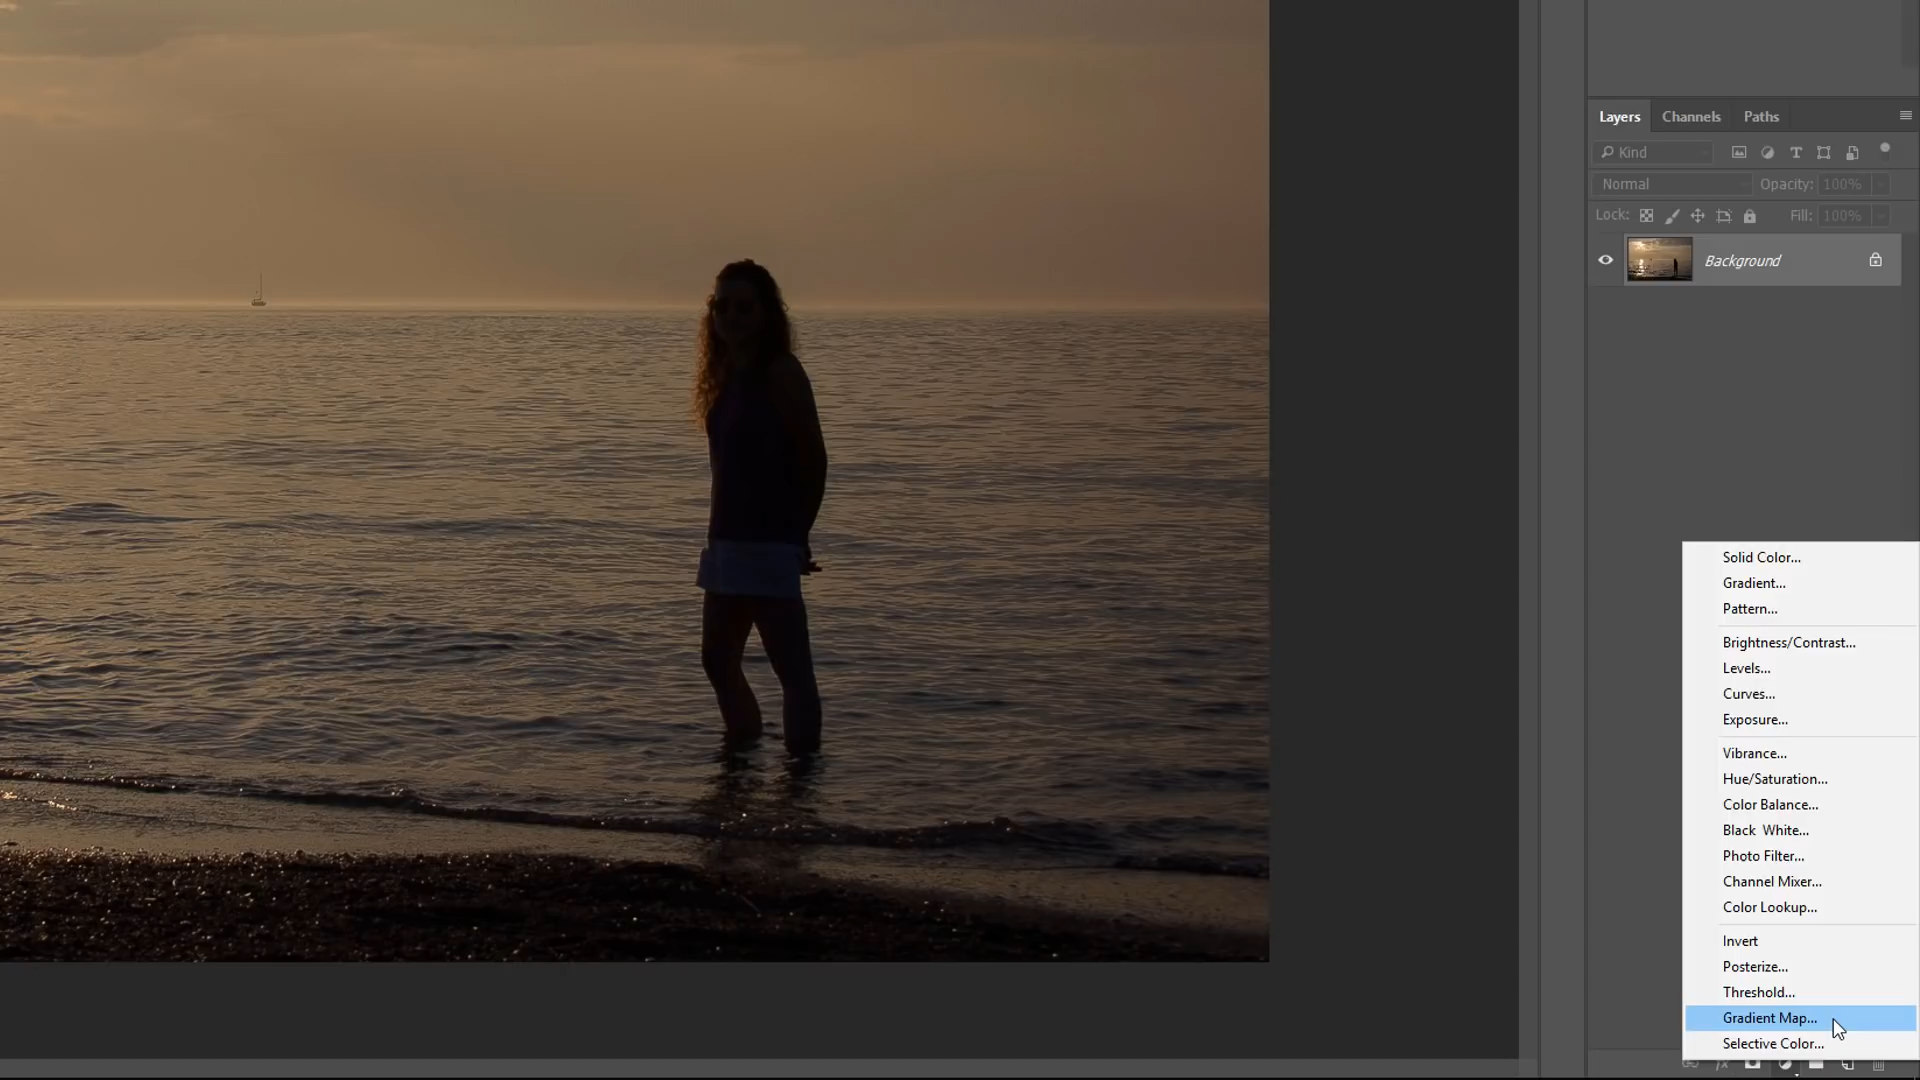 Layers Channels Paths
Kind
Normal Opacity: 100%
Lock: Fill: 100%
Background
Solid Color...
Gradient...
Pattern...
Brightness/Contrast...
Levels...
Curves...
Exposure...
Vibrance...
Hue/Saturation...
Color Balance...
Black  White...
Photo Filter...
Channel Mixer...
Color Lookup...
Invert
Posterize...
Threshold...
Gradient Map...
Selective Color...
fx